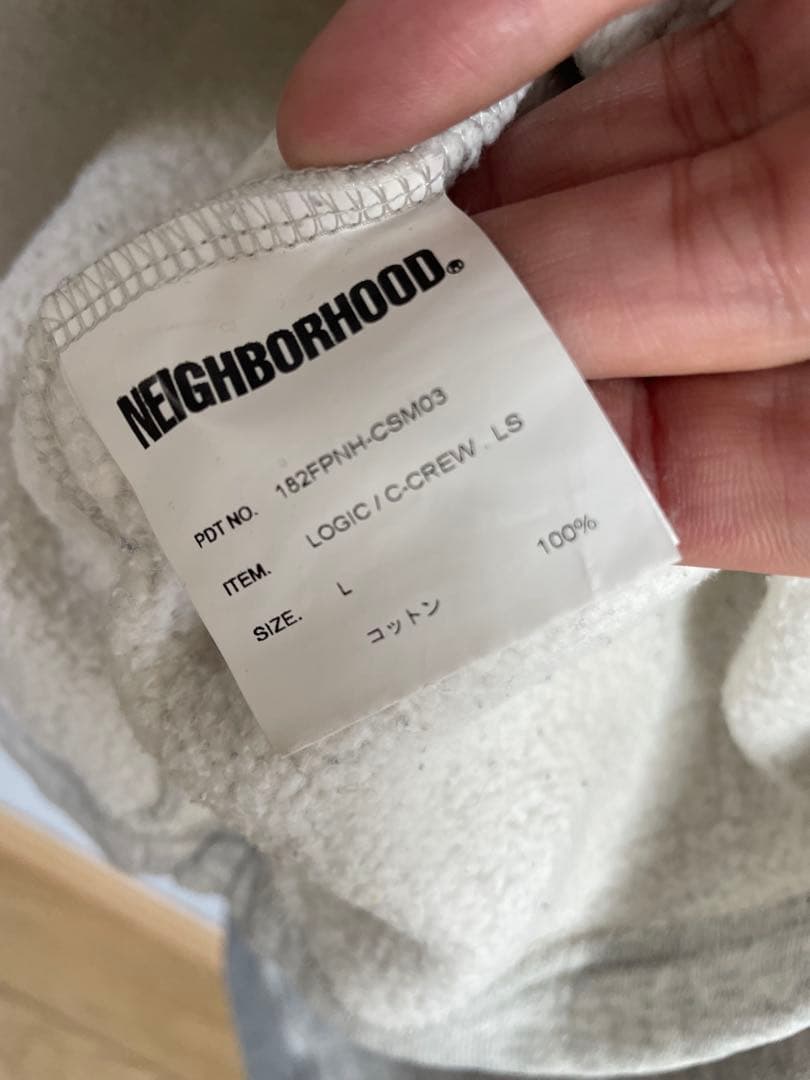 NEIGHBORHOOD®
PDT NO. 182FPNH-CSM03
ITEM. LOGIC / C-CREW . LS
SIZE. L
コットン 100%